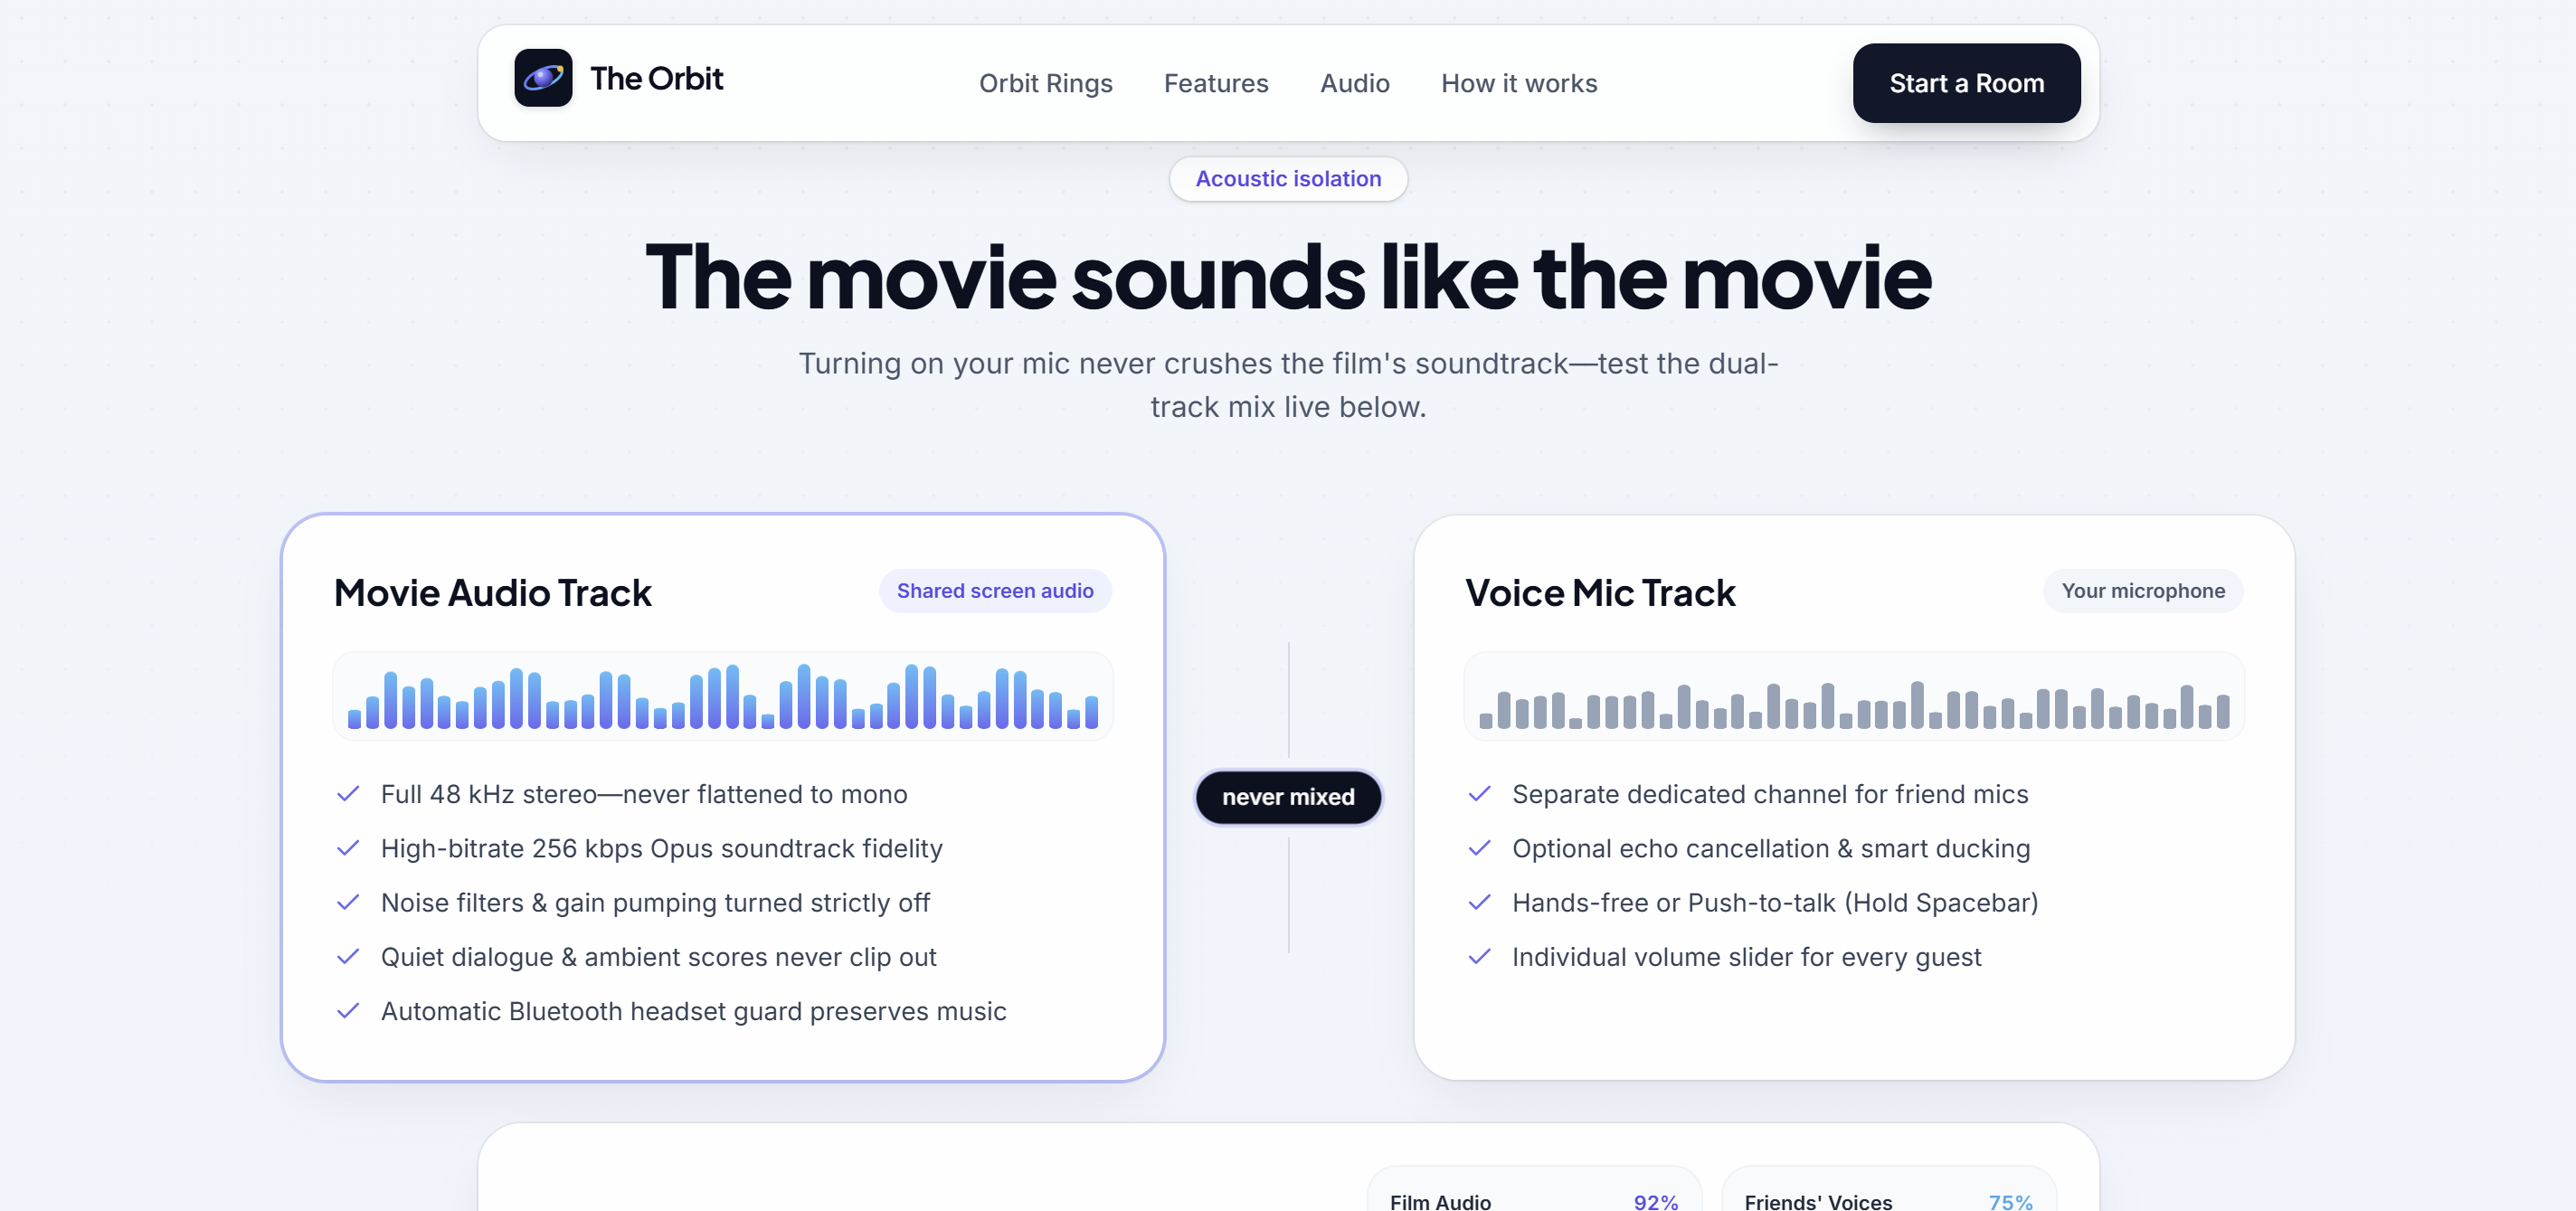 The Orbit
Orbit Rings
Features
Audio
How it works
Start a Room
Acoustic isolation
The movie sounds like the movie
Turning on your mic never crushes the film's soundtrack—test the dual-
track mix live below.
Movie Audio Track
Shared screen audio
Full 48 kHz stereo—never flattened to mono
High-bitrate 256 kbps Opus soundtrack fidelity
Noise filters & gain pumping turned strictly off
Quiet dialogue & ambient scores never clip out
Automatic Bluetooth headset guard preserves music
never mixed
Voice Mic Track
Your microphone
Separate dedicated channel for friend mics
Optional echo cancellation & smart ducking
Hands-free or Push-to-talk (Hold Spacebar)
Individual volume slider for every guest
Film Audio
92%
Friends' Voices
75%